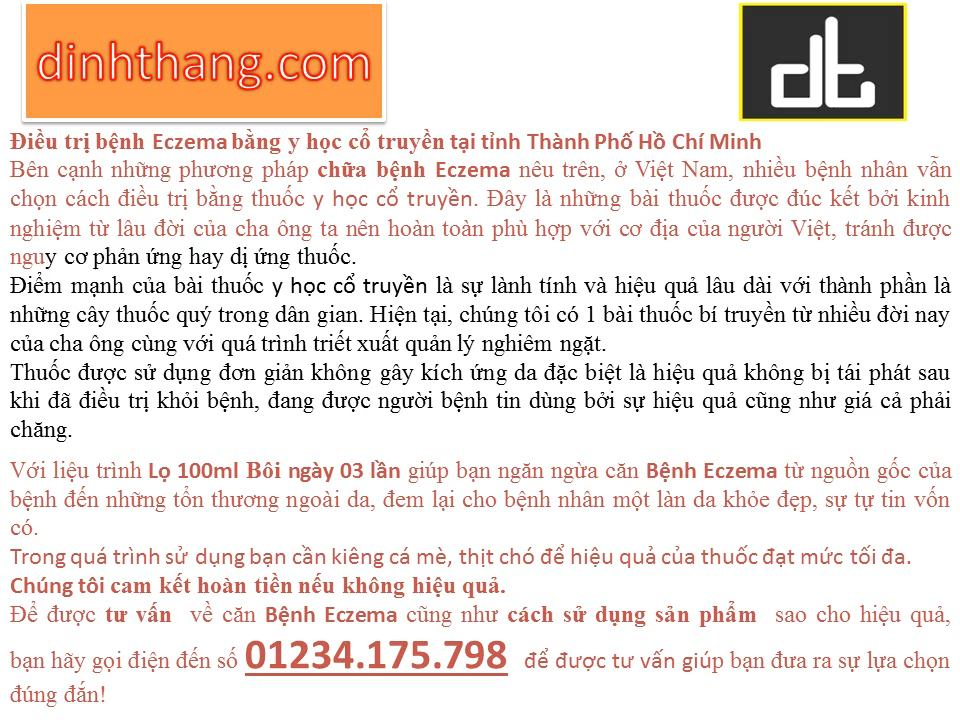 dinhthang.com
dt
Điều trị bệnh Eczema bằng y học cổ truyền tại tỉnh Thành Phố Hồ Chí Minh
Bên cạnh những phương pháp chữa bệnh Eczema nêu trên, ở Việt Nam, nhiều bệnh nhân vẫn
chọn cách điều trị bằng thuốc y học cổ truyền. Đây là những bài thuốc được đúc kết bởi kinh
nghiệm từ lâu đời của cha ông ta nên hoàn toàn phù hợp với cơ địa của người Việt, tránh được
nguy cơ phản ứng hay dị ứng thuốc.
Điểm mạnh của bài thuốc y học cổ truyền là sự lành tính và hiệu quả lâu dài với thành phần là
những cây thuốc quý trong dân gian. Hiện tại, chúng tôi có 1 bài thuốc bí truyền từ nhiều đời nay
của cha ông cùng với quá trình triết xuất quản lý nghiêm ngặt.
Thuốc được sử dụng đơn giản không gây kích ứng da đặc biệt là hiệu quả không bị tái phát sau
khi đã điều trị khỏi bệnh, đang được người bệnh tin dùng bởi sự hiệu quả cũng như giá cả phải
chăng.
Với liệu trình Lọ 100ml Bôi ngày 03 lần giúp bạn ngăn ngừa căn Bệnh Eczema từ nguồn gốc của
bệnh đến những tổn thương ngoài da, đem lại cho bệnh nhân một làn da khỏe đẹp, sự tự tin vốn
có.
Trong quá trình sử dụng bạn cần kiêng cá mè, thịt chó để hiệu quả của thuốc đạt mức tối đa.
Chúng tôi cam kết hoàn tiền nếu không hiệu quả.
Để được tư vấn về căn Bệnh Eczema cũng như cách sử dụng sản phẩm sao cho hiệu quả,
bạn hãy gọi điện đến số 01234.175.798 để được tư vấn giúp bạn đưa ra sự lựa chọn
đúng đắn!